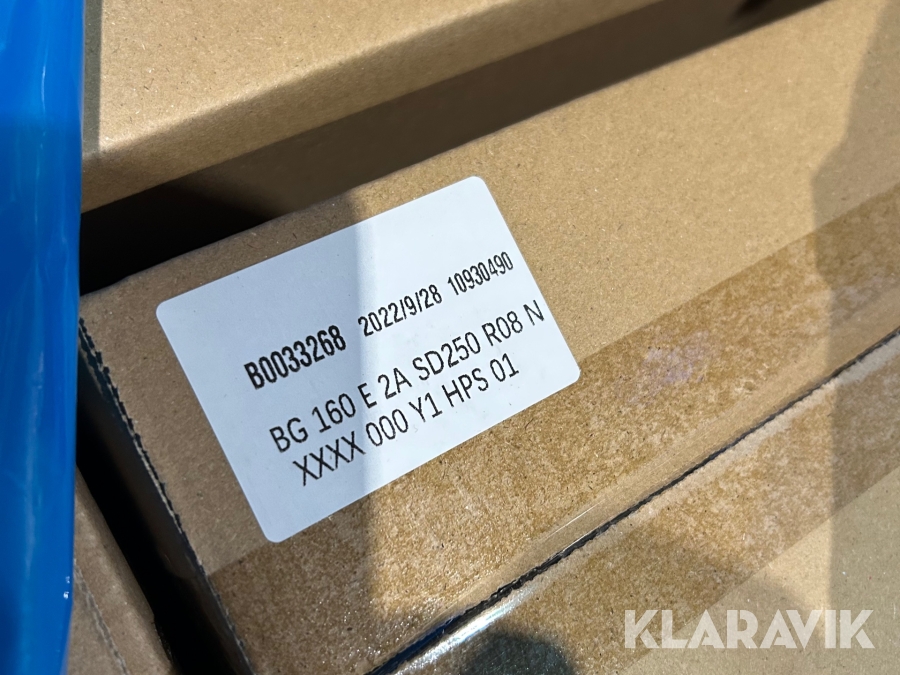 B0033268 2022/9/28 10930490
BG 160 E 2A SD250 R08 N
XXXX 000 Y1 HPS 01
KLARAVIK